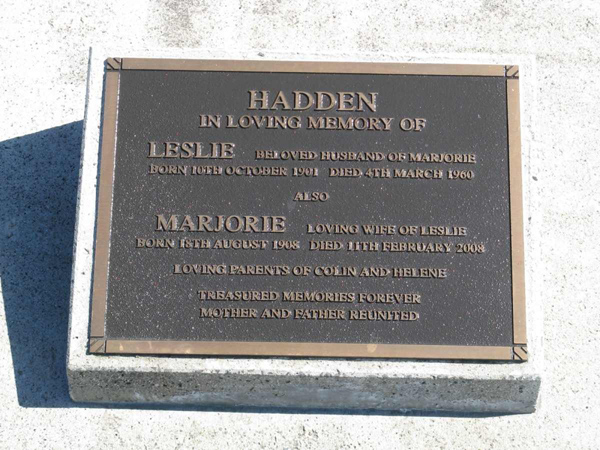 HADDEN
IN LOVING MEMORY OF
LESLIE BELOVED HUSBAND OF MARJORIE
BORN 10TH OCTOBER 1901 DIED 4TH MARCH 1960
ALSO
MARJORIE LOVING WIFE OF LESLIE
BORN 18TH AUGUST 1908 DIED 11TH FEBRUARY 2008
LOVING PARENTS OF COLIN AND HELENE
TREASURED MEMORIES FOREVER
MOTHER AND FATHER REUNITED